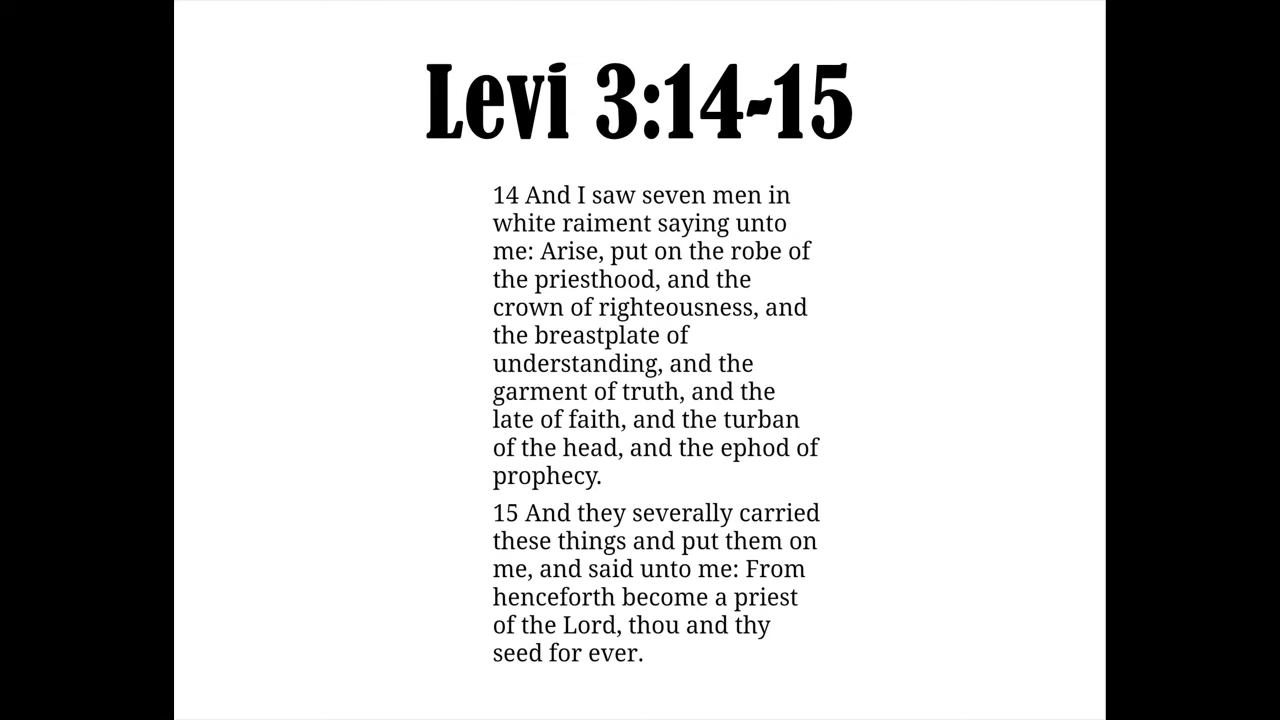 Levi 3:14-15
14 And I saw seven men in
white raiment saying unto
me: Arise, put on the robe of
the priesthood, and the
crown of righteousness, and
the breastplate of
understanding, and the
garment of truth, and the
late of faith, and the turban
of the head, and the ephod of
prophecy.
15 And they severally carried
these things and put them on
me, and said unto me: From
henceforth become a priest
of the Lord, thou and thy
seed for ever.